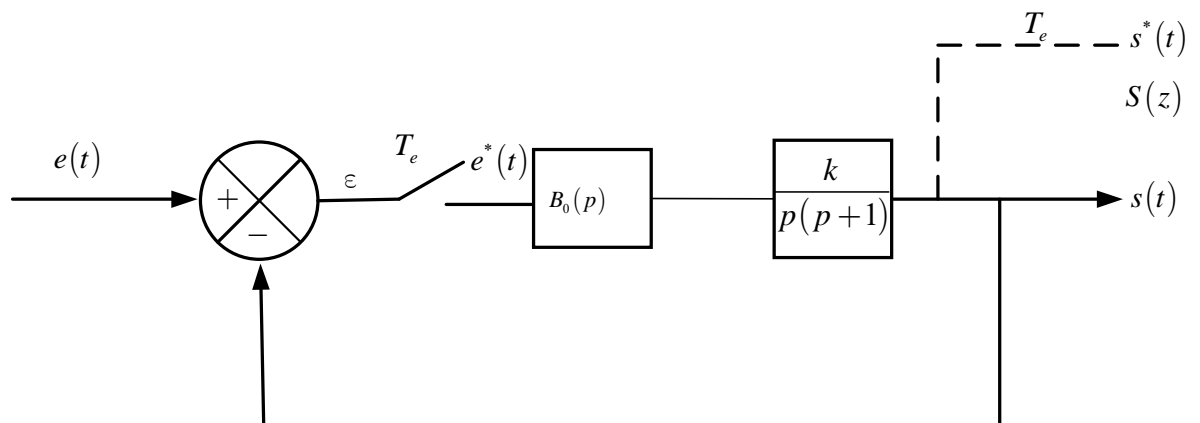 T_e
s^*(t)
S(z)
e(t)
+
−
ε
T_e
e^*(t)
B_0(p)
k
p(p+1)
s(t)